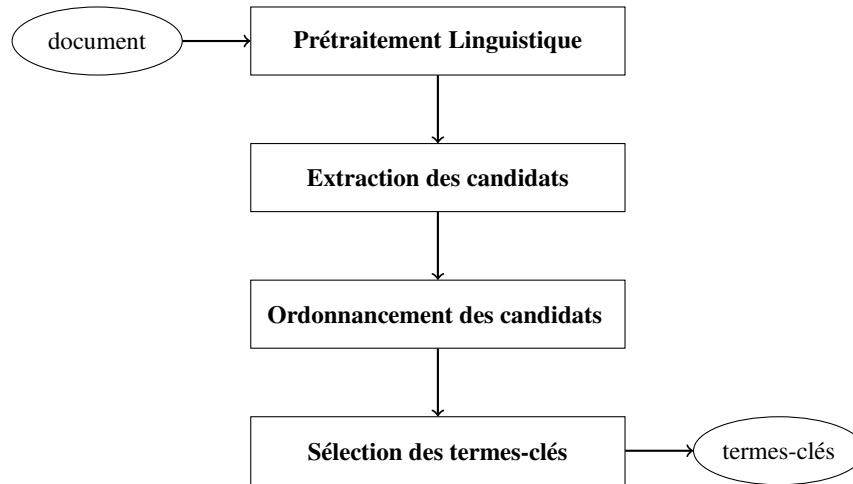 document
Prétraitement Linguistique
Extraction des candidats
Ordonnancement des candidats
Sélection des termes-clés
termes-clés